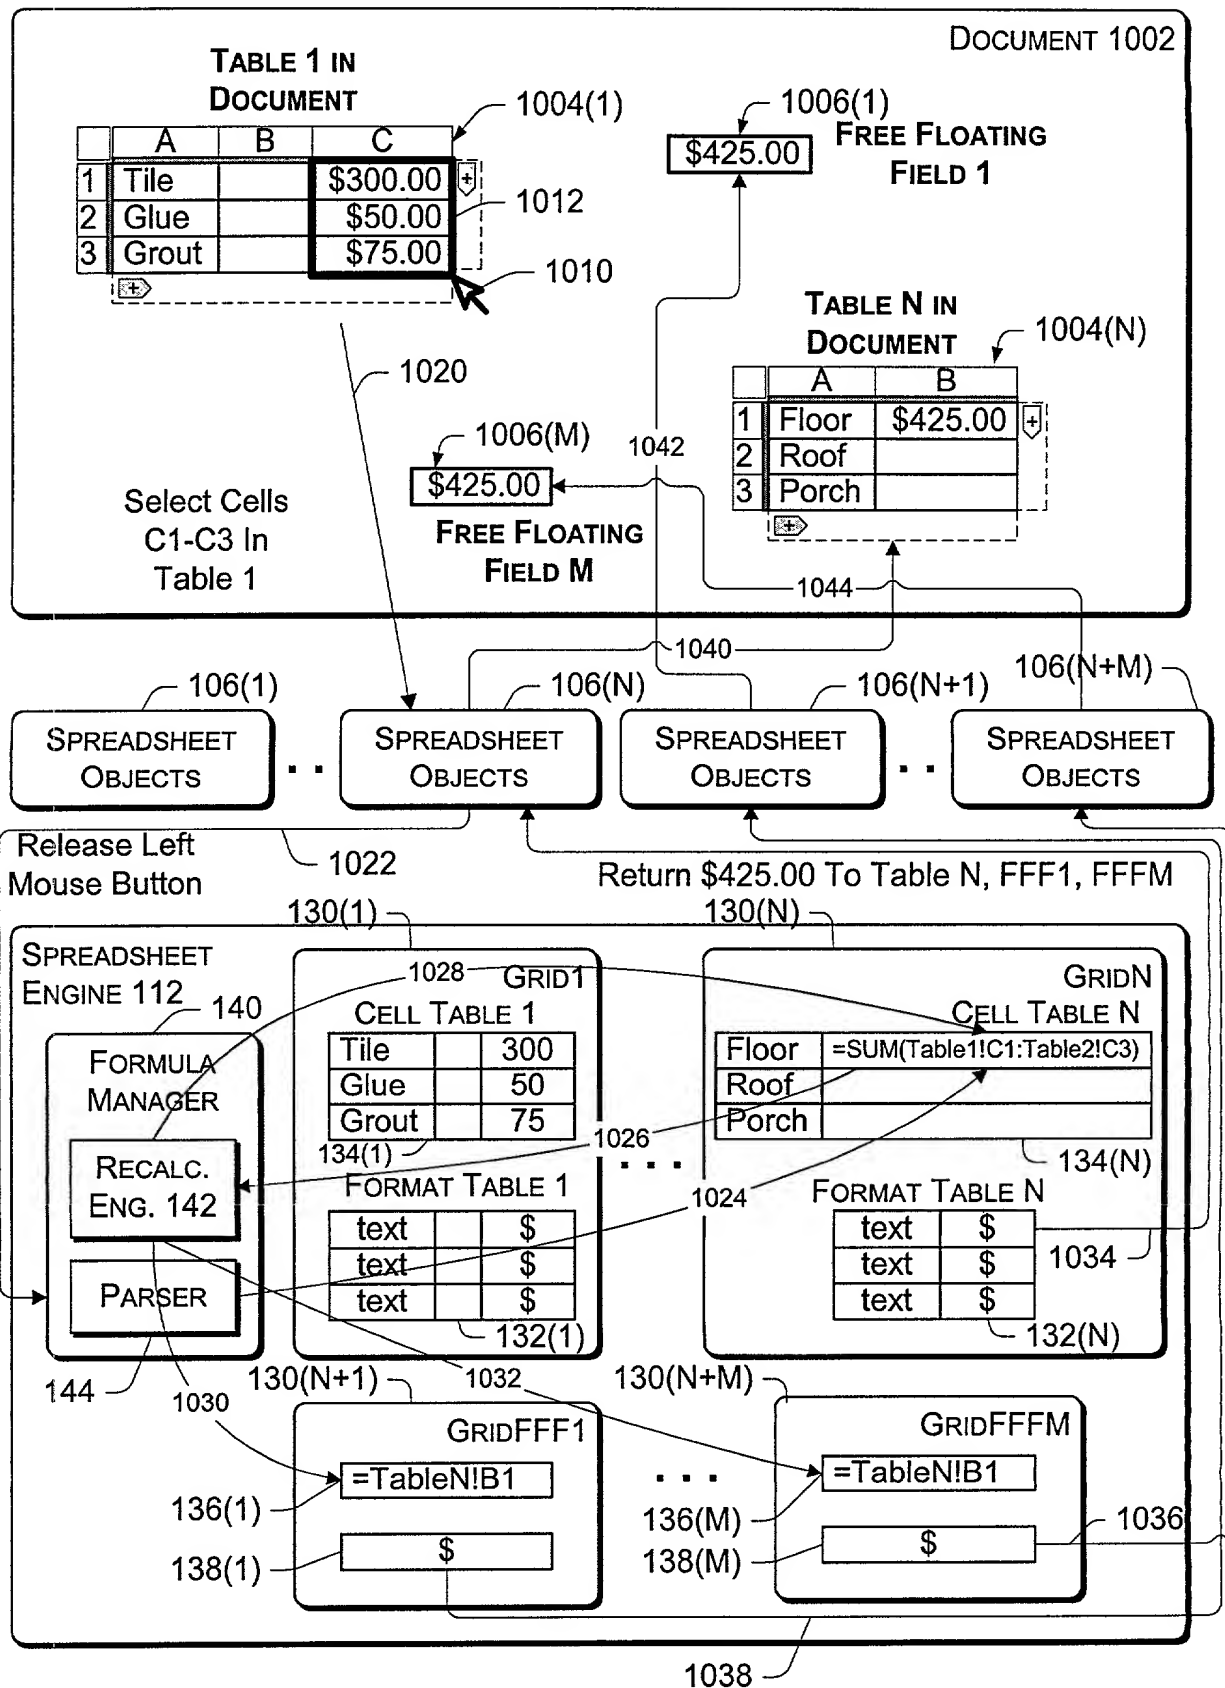 DOCUMENT 1002
TABLE 1 IN
DOCUMENT
1004(1)
A B C
1 Tile $300.00
2 Glue $50.00
3 Grout $75.00
+
+
1012
1010
1006(1)
$425.00
FREE FLOATING
FIELD 1
1020
TABLE N IN
DOCUMENT
1004(N)
A B
1 Floor $425.00
2 Roof
3 Porch
+
+
1042
1006(M)
$425.00
FREE FLOATING
FIELD M
Select Cells
C1-C3 In
Table 1
1044
1040
106(1)
106(N)
106(N+1)
106(N+M)
SPREADSHEET
OBJECTS
SPREADSHEET
OBJECTS
SPREADSHEET
OBJECTS
SPREADSHEET
OBJECTS
Release Left
Mouse Button
1022
Return $425.00 To Table N, FFF1, FFFM
130(1)
130(N)
SPREADSHEET
ENGINE 112
140
FORMULA
MANAGER
RECALC.
ENG. 142
PARSER
144
1028
GRID1
CELL TABLE 1
Tile 300
Glue 50
Grout 75
134(1)
FORMAT TABLE 1
text $
text $
text $
132(1)
1026
1024
GRIDN
CELL TABLE N
Floor =SUM(Table1!C1:Table2!C3)
Roof
Porch
134(N)
FORMAT TABLE N
text $
text $
text $
1034
132(N)
1030
1032
130(N+1)
GRIDFFF1
=TableN!B1
136(1)
$
138(1)
130(N+M)
GRIDFFFM
=TableN!B1
136(M)
$
138(M)
1036
1038